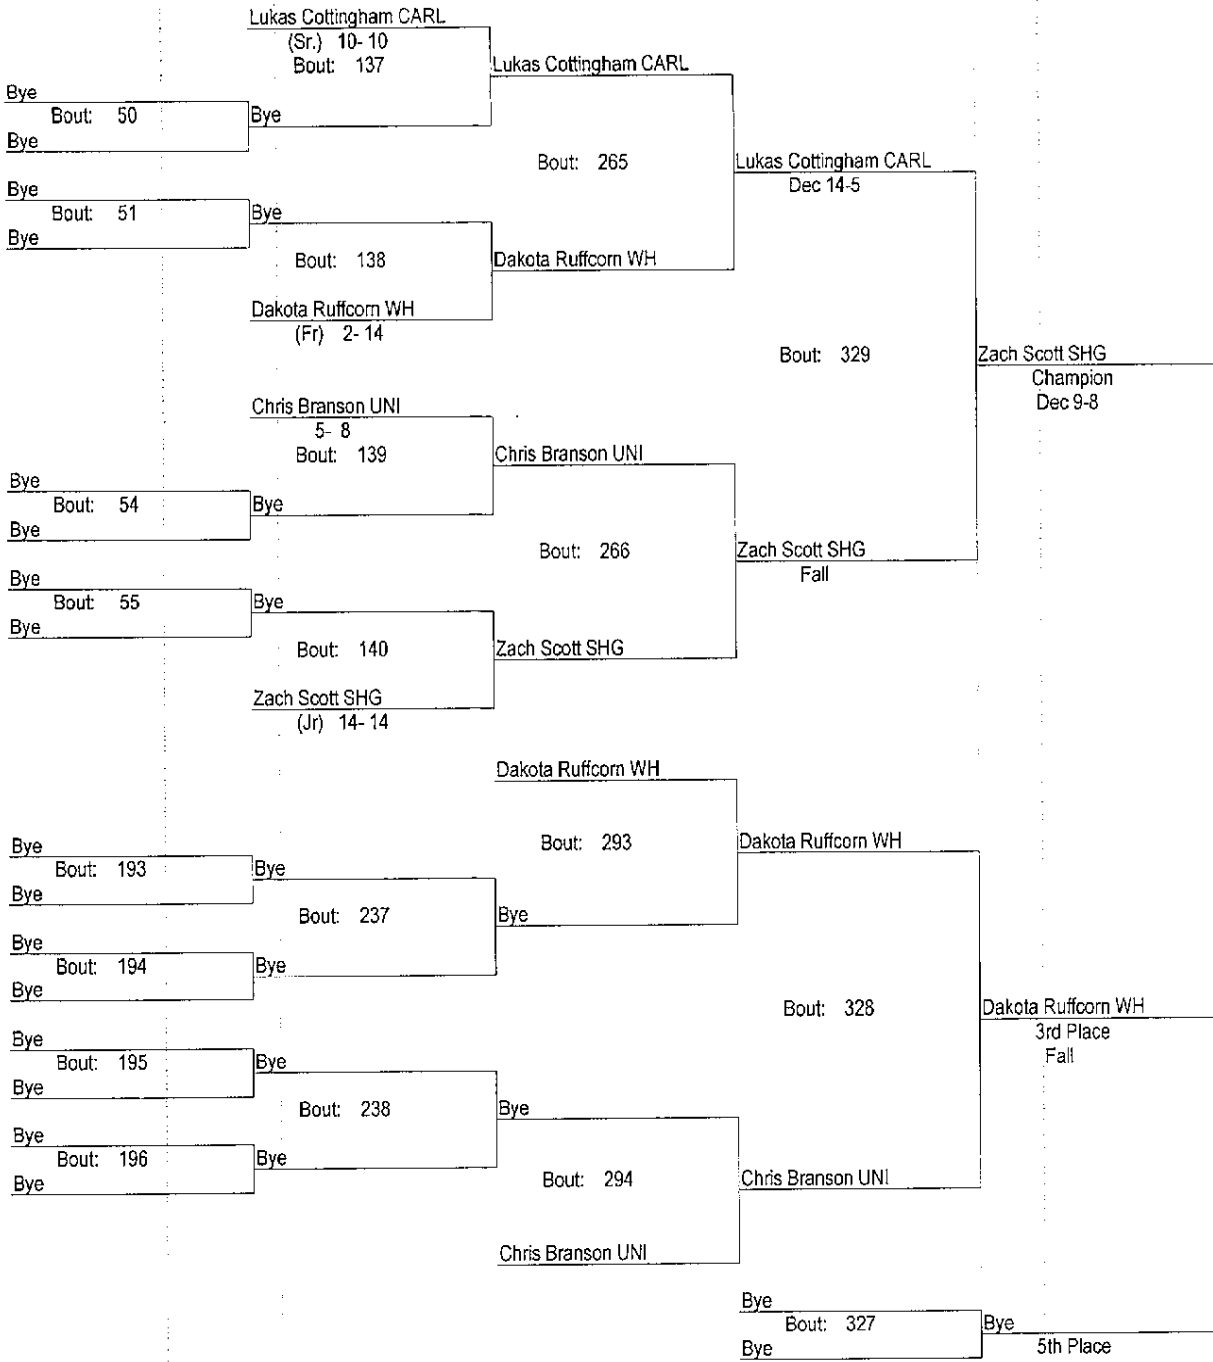 Lukas Cottingham CARL
(Sr.) 10- 10
Bout: 137
Lukas Cottingham CARL
Bye
Bout: 50
Bye
Bye
Bout: 265
Lukas Cottingham CARL
Dec 14-5
Bye
Bout: 51
Bye
Bye
Bout: 138
Dakota Ruffcorn WH
Dakota Ruffcorn WH
(Fr) 2- 14
Bout: 329
Zach Scott SHG
Champion
Dec 9-8
Chris Branson UNI
5- 8
Bout: 139
Chris Branson UNI
Bye
Bout: 54
Bye
Bye
Bout: 266
Zach Scott SHG
Fall
Bye
Bout: 55
Bye
Bye
Bout: 140
Zach Scott SHG
Zach Scott SHG
(Jr) 14- 14
Dakota Ruffcorn WH
Bout: 293
Dakota Ruffcorn WH
Bye
Bout: 193
Bye
Bye
Bout: 237
Bye
Bye
Bout: 194
Bye
Bye
Bout: 328
Dakota Ruffcorn WH
3rd Place
Fall
Bye
Bout: 195
Bye
Bye
Bout: 238
Bye
Bye
Bout: 196
Bye
Bye
Bout: 294
Chris Branson UNI
Chris Branson UNI
Bye
Bout: 327
Bye
Bye
5th Place